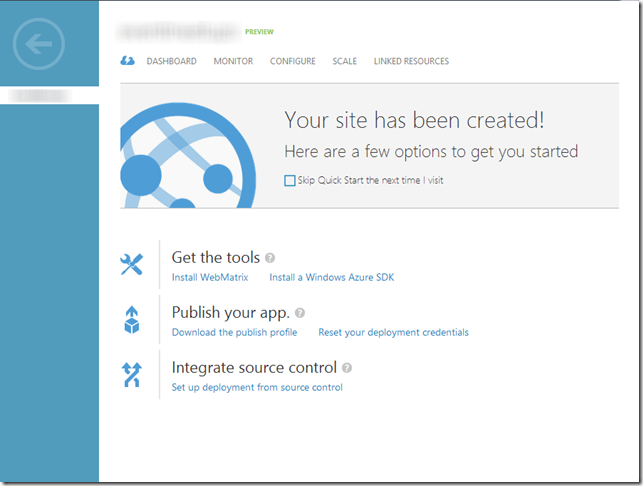 PREVIEW
DASHBOARD MONITOR CONFIGURE SCALE LINKED RESOURCES
Your site has been created!
Here are a few options to get you started
Skip Quick Start the next time I visit
Get the tools ?
Install WebMatrix Install a Windows Azure SDK
Publish your app. ?
Download the publish profile Reset your deployment credentials
Integrate source control ?
Set up deployment from source control